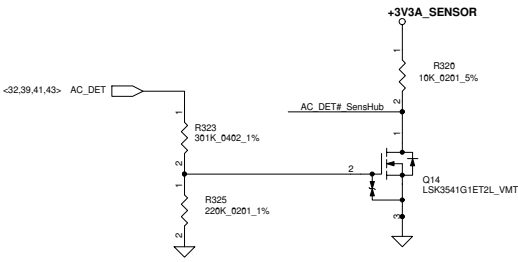 +3V3A_SENSOR
1
R320
10K_0201_5%
<32,39,41,43> AC_DET
2
AC_DET#_SensHub
1
R323
301K_0402_1%
1
2
2
1
Q14
LSK3541G1ET2L_VMT
R325
220K_0201_1%
3
2